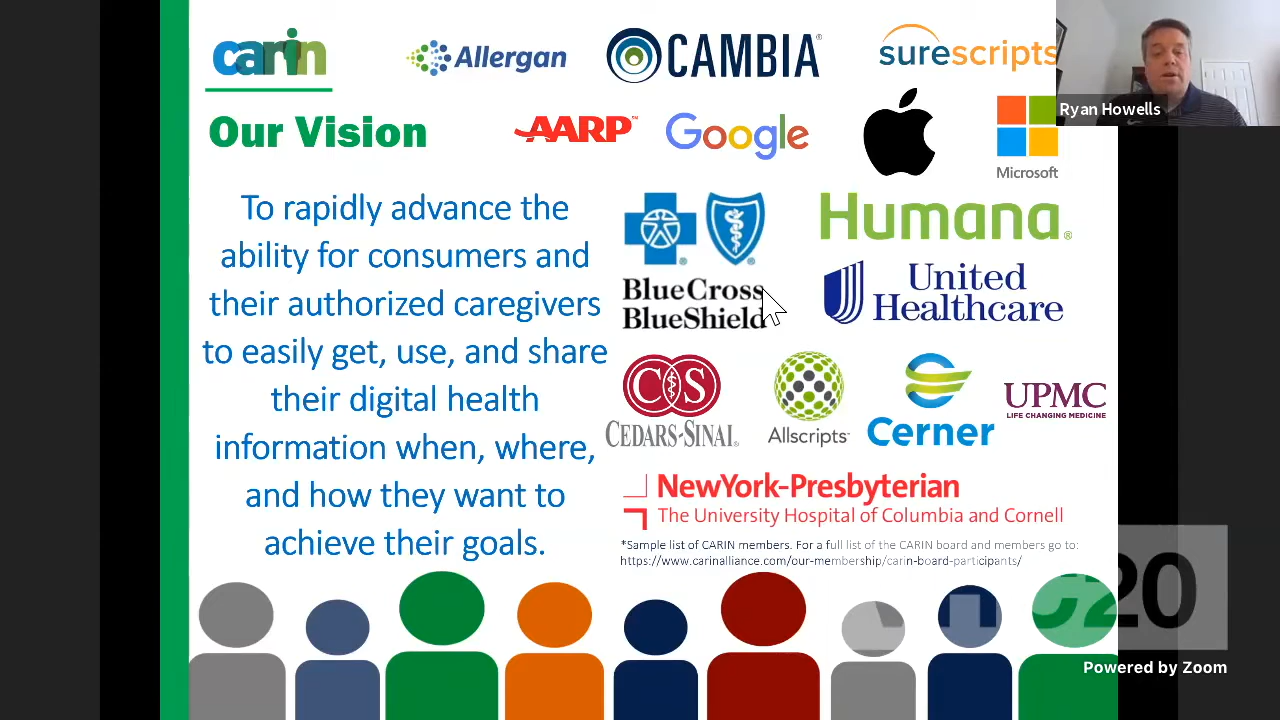 carin
Allergan
CAMBIA®
surescripts
Ryan Howells
Our Vision
AARP™
Google
Microsoft
To rapidly advance the
ability for consumers and
their authorized caregivers
to easily get, use, and share
their digital health
information when, where,
and how they want to
achieve their goals.
® ®
BlueCross
BlueShield
Humana®
United
Healthcare
CS
CEDARS-SINAI®
Allscripts™
Cerner
UPMC
LIFE CHANGING MEDICINE
NewYork-Presbyterian
The University Hospital of Columbia and Cornell
*Sample list of CARIN members. For a full list of the CARIN board and members go to:
https://www.carinalliance.com/our-membership/carin-board-participants/
20
Powered by Zoom